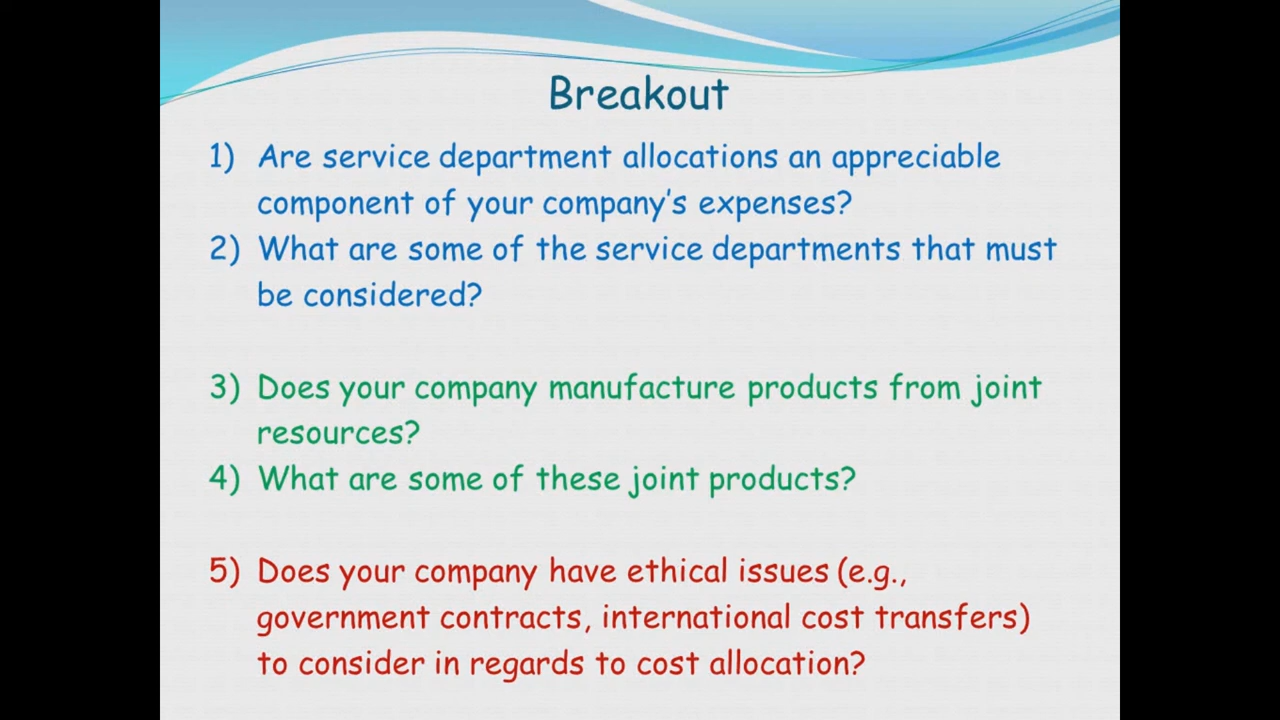 Breakout
1) Are service department allocations an appreciable
component of your company's expenses?
2) What are some of the service departments that must
be considered?
3) Does your company manufacture products from joint
resources?
4) What are some of these joint products?
5) Does your company have ethical issues (e.g.,
government contracts, international cost transfers)
to consider in regards to cost allocation?